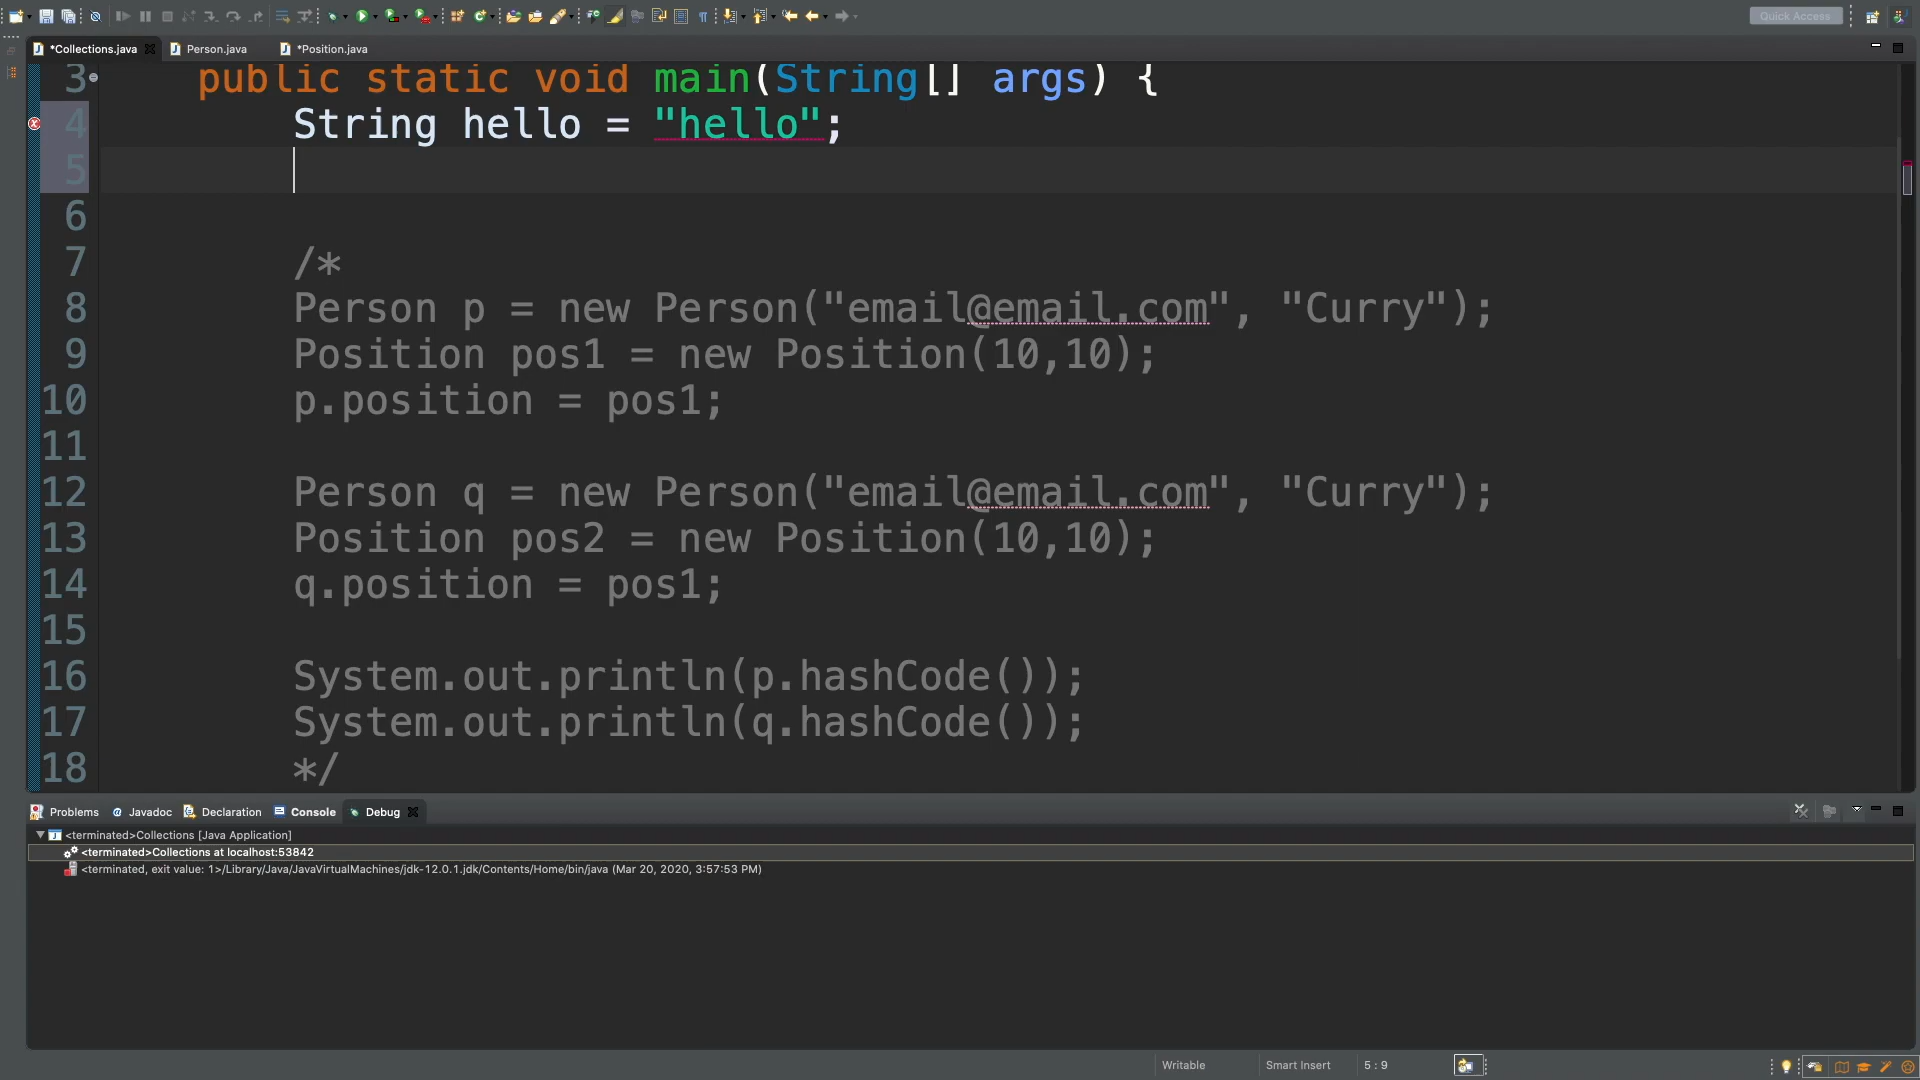 Quick Access
*Collections.java
Person.java
*Position.java
3 public static void main(String[] args) {
4 String hello = "hello";
5
6
7 /*
8 Person p = new Person("email@email.com", "Curry");
9 Position pos1 = new Position(10,10);
10 p.position = pos1;
11
12 Person q = new Person("email@email.com", "Curry");
13 Position pos2 = new Position(10,10);
14 q.position = pos1;
15
16 System.out.println(p.hashCode());
17 System.out.println(q.hashCode());
18 */
Problems @ Javadoc Declaration Console Debug
<terminated>Collections [Java Application]
<terminated>Collections at localhost:53842
<terminated, exit value: 1>/Library/Java/JavaVirtualMachines/jdk-12.0.1.jdk/Contents/Home/bin/java (Mar 20, 2020, 3:57:53 PM)
Writable Smart Insert 5 : 9